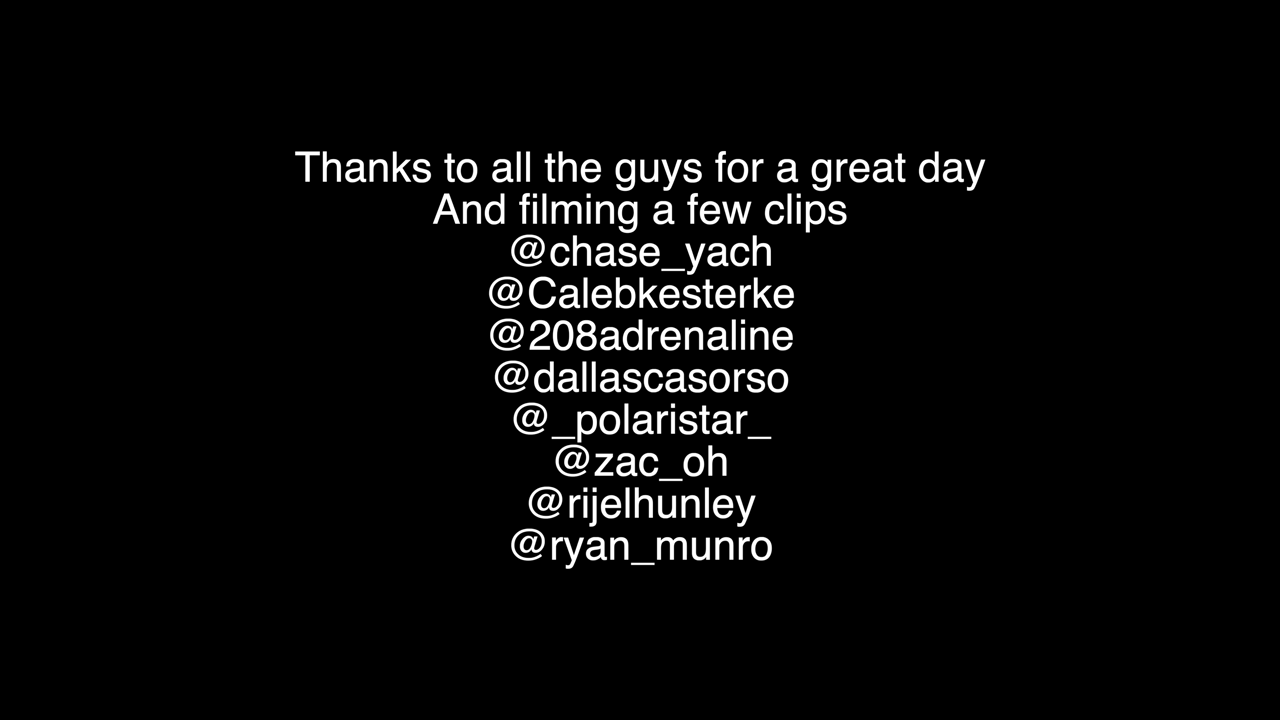 Thanks to all the guys for a great day
And filming a few clips
@chase_yach
@Calebkesterke
@208adrenaline
@dallascasorso
@_polaristar_
@zac_oh
@rijelhunley
@ryan_munro